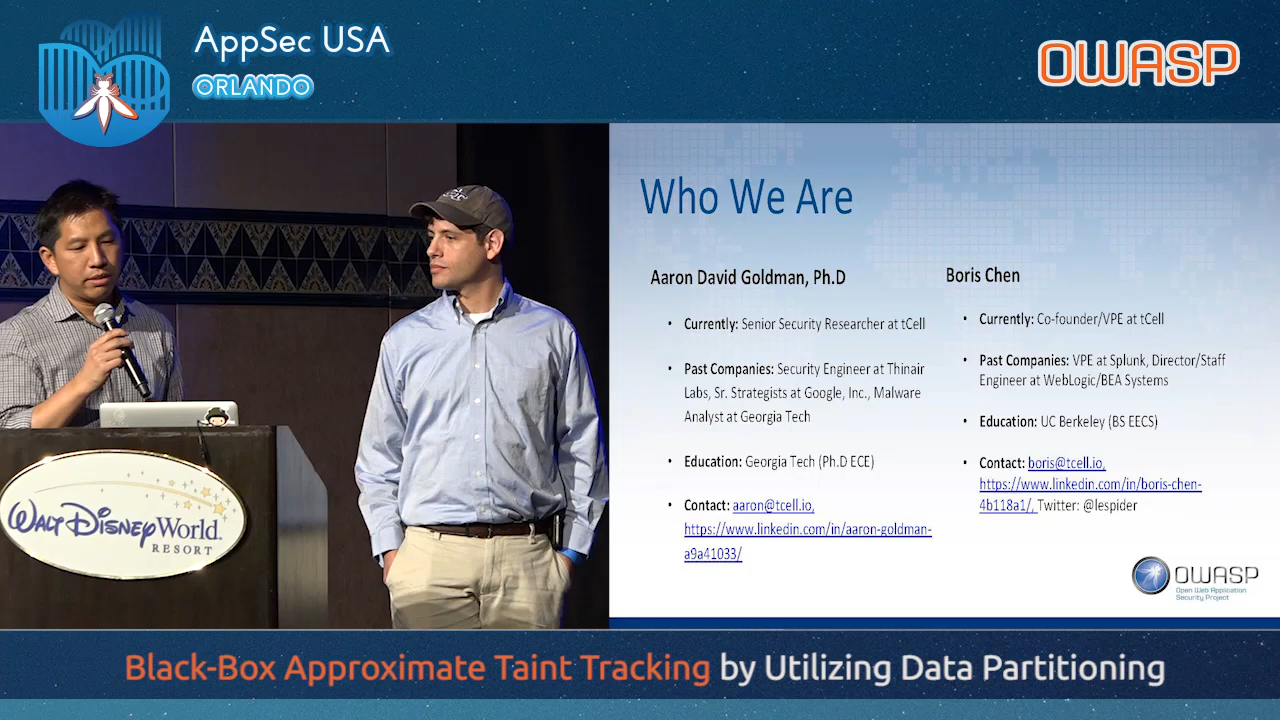 AppSec USA
ORLANDO
OWASP
Who We Are
Aaron David Goldman, Ph.D
• Currently: Senior Security Researcher at tCell
• Past Companies: Security Engineer at Thinair
Labs, Sr. Strategists at Google, Inc., Malware
Analyst at Georgia Tech
• Education: Georgia Tech (Ph.D ECE)
• Contact: aaron@tcell.io,
https://www.linkedin.com/in/aaron-goldman-
a9a41033/
Boris Chen
• Currently: Co-founder/VPE at tCell
• Past Companies: VPE at Splunk, Director/Staff
Engineer at WebLogic/BEA Systems
• Education: UC Berkeley (BS EECS)
• Contact: boris@tcell.io,
https://www.linkedin.com/in/boris-chen-
4b118a1/, Twitter: @lespider
OWASP
Open Web Application
Security Project
Walt Disney World.
RESORT
Black-Box Approximate Taint Tracking by Utilizing Data Partitioning